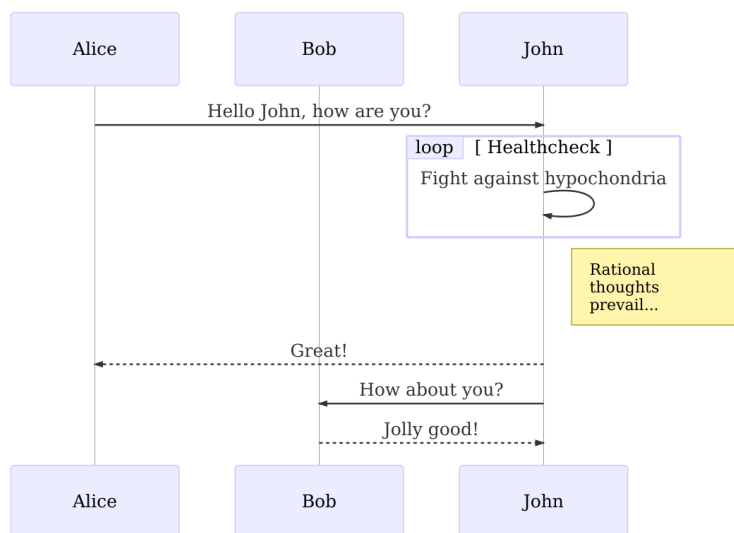 Alice
Bob
John
Hello John, how are you?
loop
[ Healthcheck ]
Fight against hypochondria
Rational
thoughts
prevail...
Great!
How about you?
Jolly good!
Alice
Bob
John